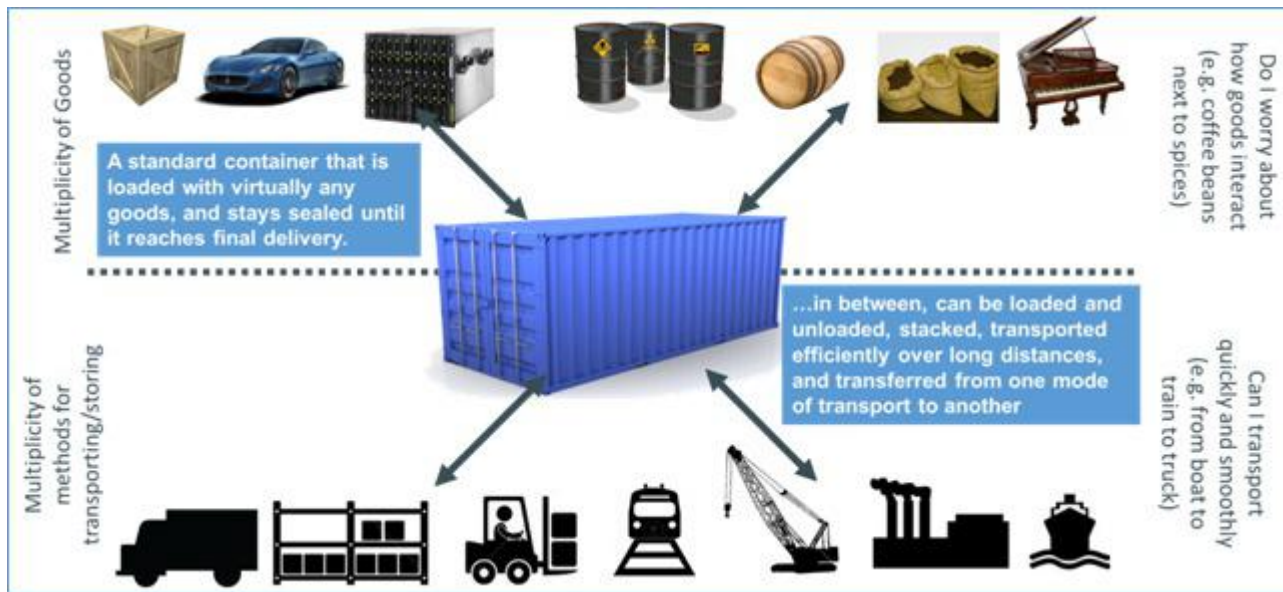 Multiplicity of Goods
A standard container that is
loaded with virtually any
goods, and stays sealed until
it reaches final delivery.
Do I worry about
how goods interact
(e.g. coffee beans
next to spices)
Multiplicity of
methods for
transporting/storing
…in between, can be loaded and
unloaded, stacked, transported
efficiently over long distances,
and transferred from one mode
of transport to another
Can I transport
quickly and smoothly
(e.g. from boat to
train to truck)